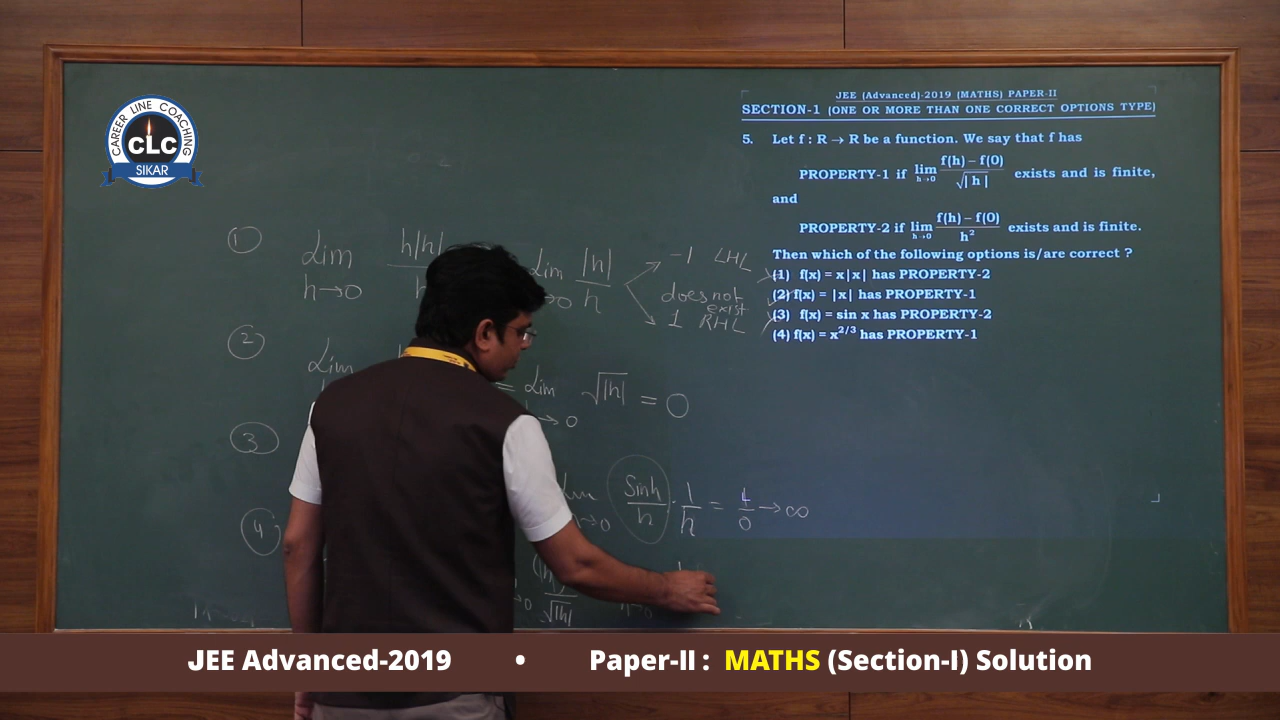 CAREER LINE COACHING
CLC
SIKAR
JEE (Advanced)-2019 (MATHS) PAPER-II
SECTION-1 (ONE OR MORE THAN ONE CORRECT OPTIONS TYPE)
5. Let f : R → R be a function. We say that f has
PROPERTY-1 if lim h→0 f(h) – f(0) / √|h| exists and is finite,
and
PROPERTY-2 if lim h→0 f(h) – f(0) / h² exists and is finite.
Then which of the following options is/are correct ?
(1) f(x) = x|x| has PROPERTY-2
(2) f(x) = |x| has PROPERTY-1
(3) f(x) = sin x has PROPERTY-2
(4) f(x) = x^2/3 has PROPERTY-1
① Lim h→0 h|h| Lim |h| / h -1 LHL
does not exist
1 RHL
② Lim = Lim →0 √|h| = 0
③ Sinh / h · 1 / h = 1 / 0 → ∞
④ √|h|
JEE Advanced-2019 • Paper-II : MATHS (Section-I) Solution